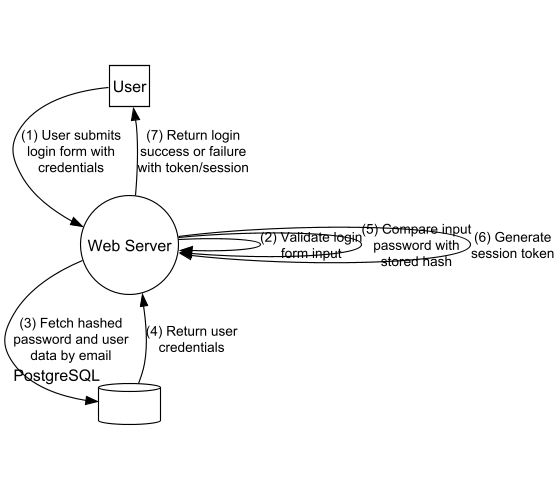 User
(1) User submits
login form with
credentials
(7) Return login
success or failure
with token/session
Web Server
(2) Validate login
form input
(5) Compare input
password with
stored hash
(6) Generate
session token
(3) Fetch hashed
password and user
data by email
(4) Return user
credentials
PostgreSQL